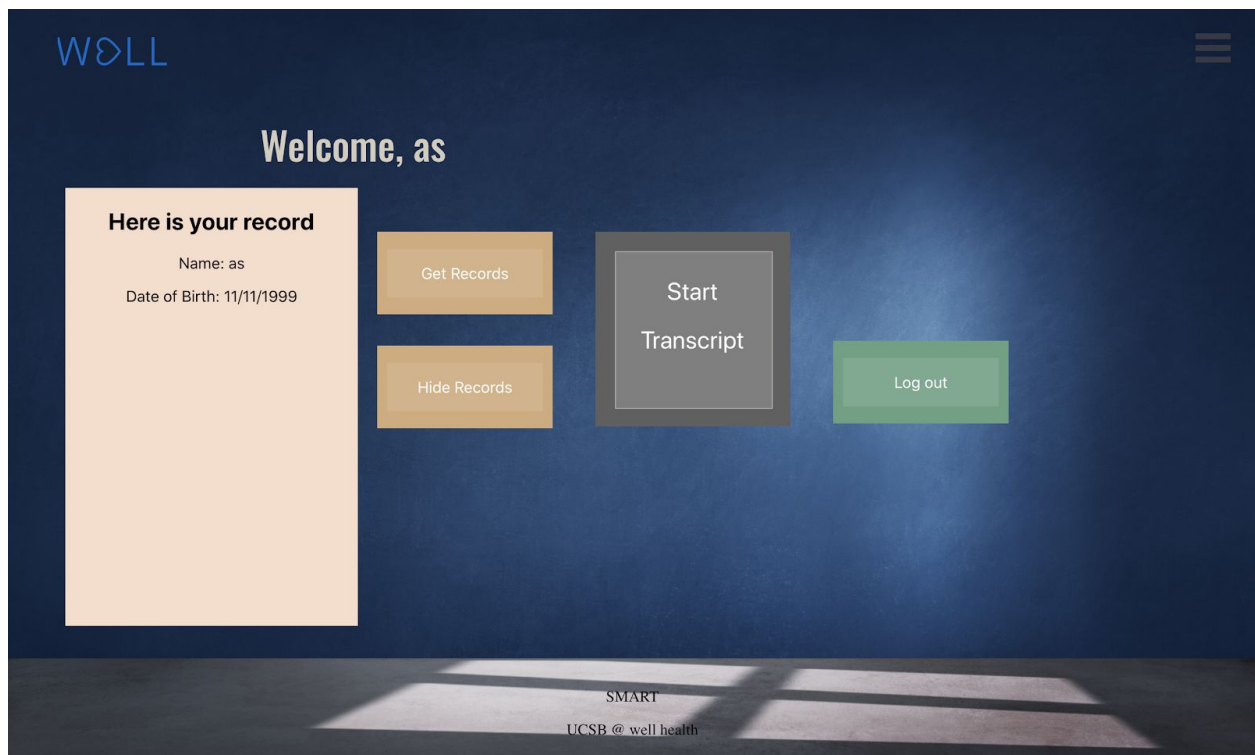 WELL
Welcome, as
Here is your record
Name: as
Date of Birth: 11/11/1999
Get Records
Hide Records
Start
Transcript
Log out
SMART
UCSB @ well health